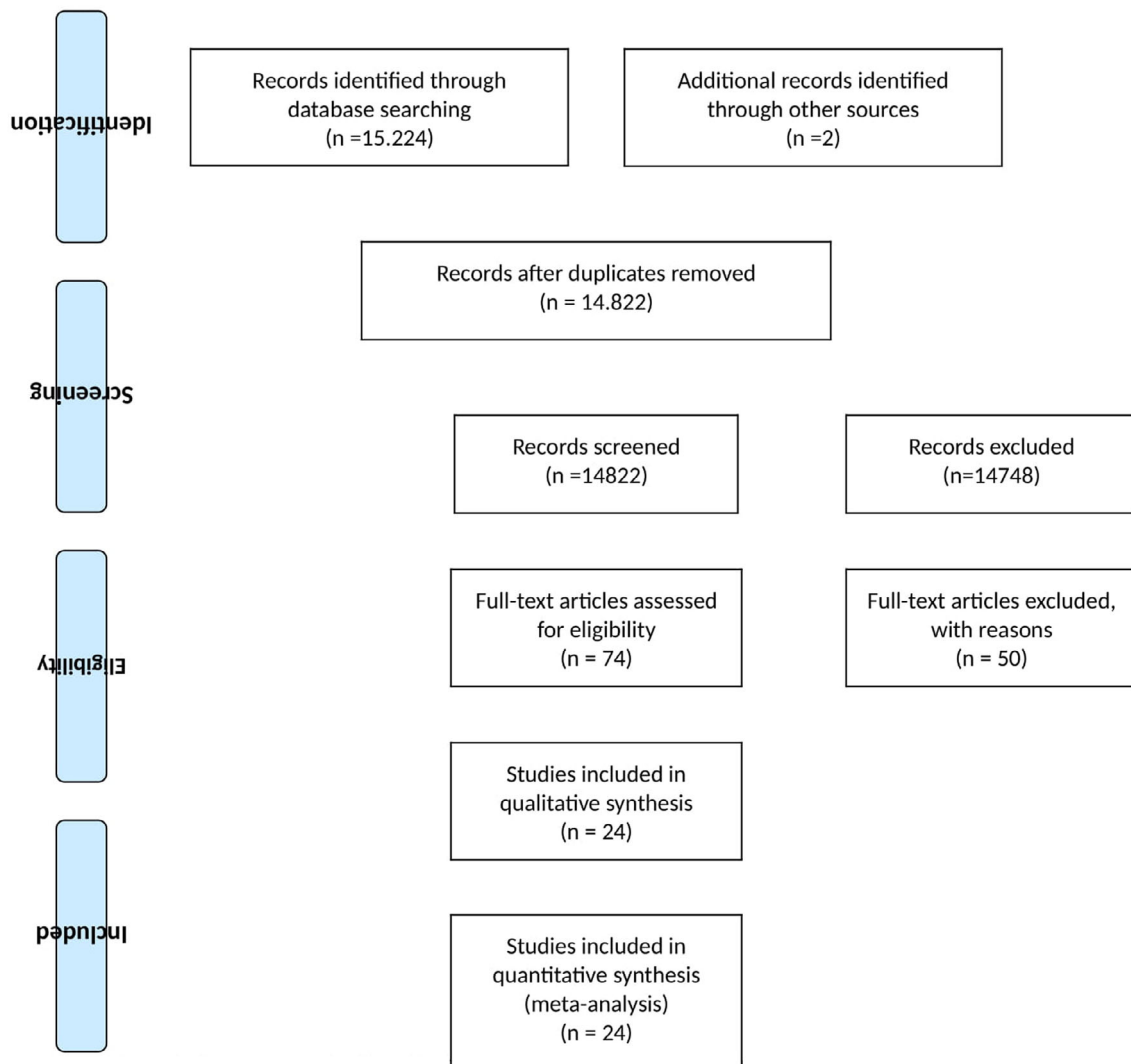 Identification
Records identified through
database searching
(n =15.224)
Additional records identified
through other sources
(n =2)
Records after duplicates removed
(n = 14.822)
Screening
Records screened
(n =14822)
Records excluded
(n=14748)
Eligibility
Full-text articles assessed
for eligibility
(n = 74)
Full-text articles excluded,
with reasons
(n = 50)
Studies included in
qualitative synthesis
(n = 24)
Included
Studies included in
quantitative synthesis
(meta-analysis)
(n = 24)